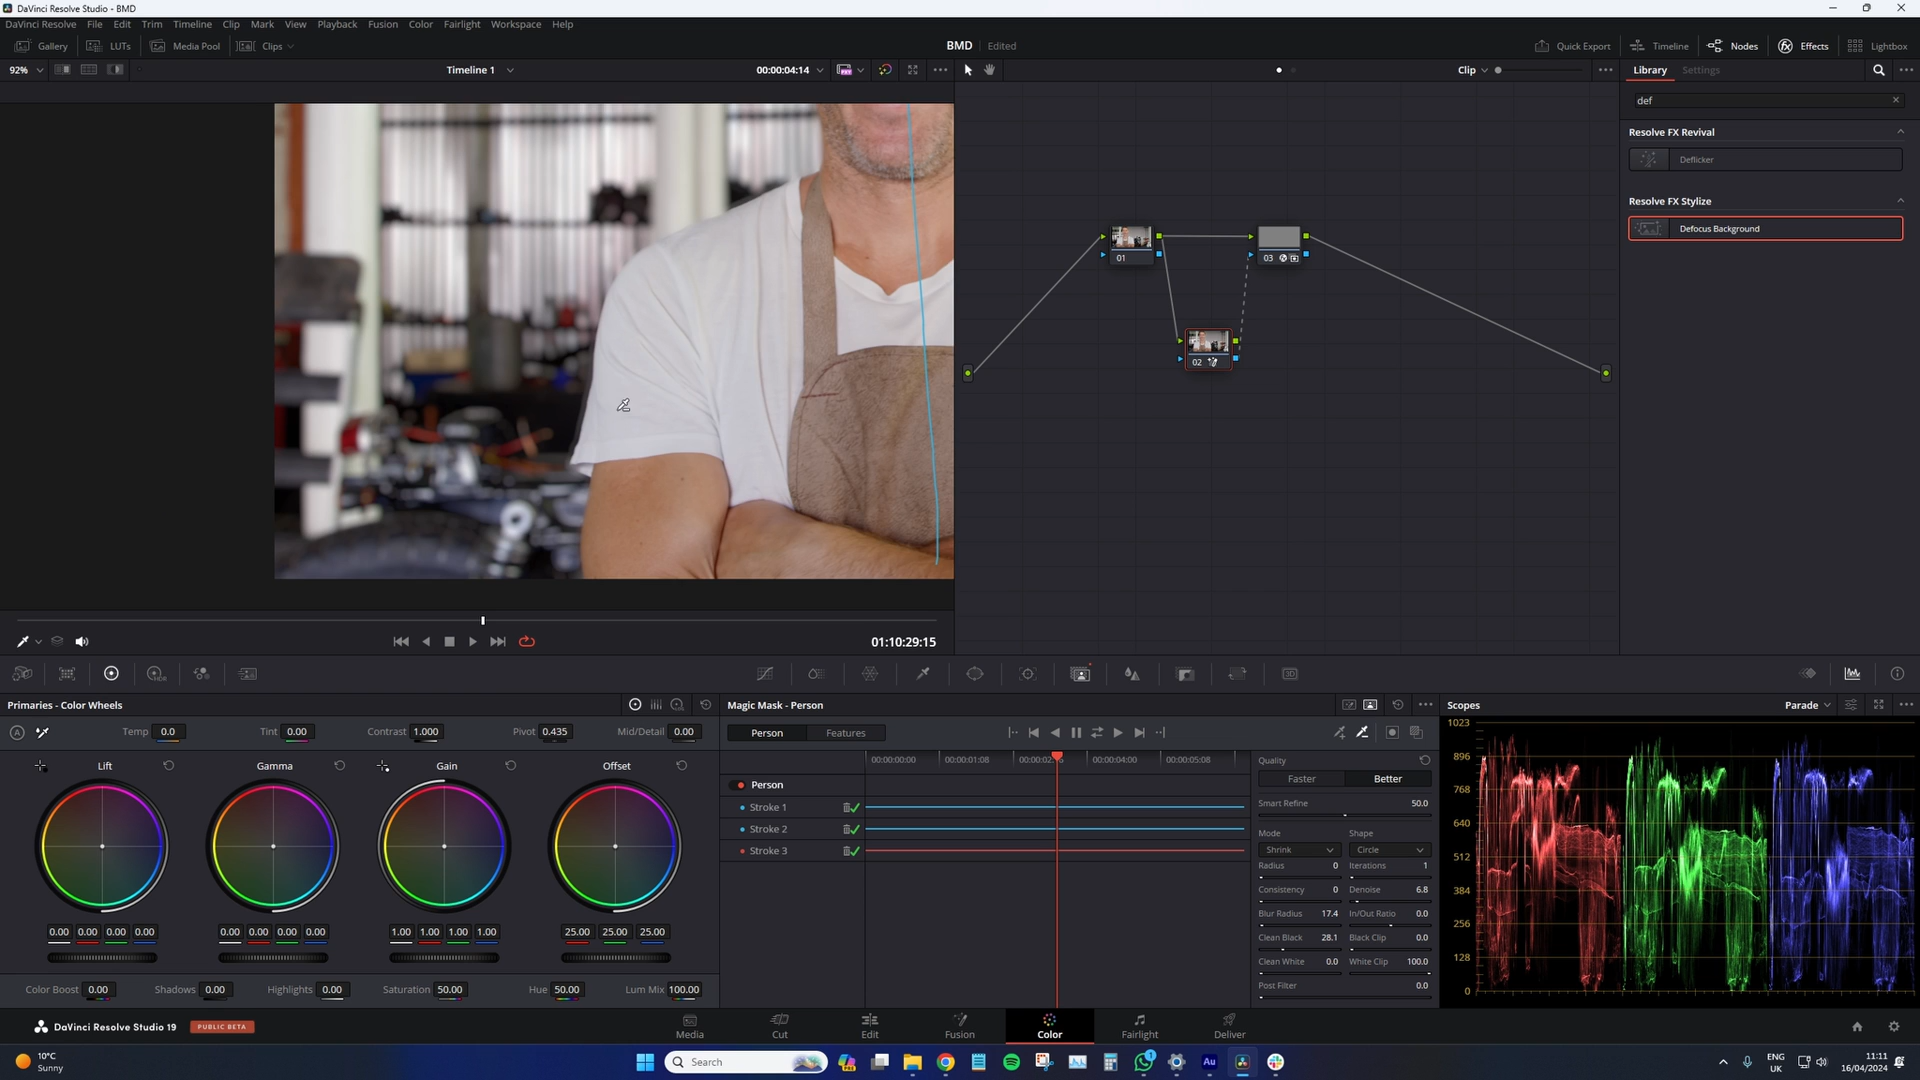 DaVinci Resolve Studio - BMD
DaVinci Resolve File Edit Trim Timeline Clip Mark View Playback Fusion Color Fairlight Workspace Help
Gallery LUTs Media Pool Clips BMD Edited Quick Export Timeline Nodes Effects Lightbox
92% Timeline 1 00:00:04:14 Clip Library Settings
def
Resolve FX Revival
Deflicker
Resolve FX Stylize
Defocus Background
01
03
02
01:10:29:15
Primaries - Color Wheels Magic Mask - Person Scopes Parade
Temp 0.0 Tint 0.00 Contrast 1.000 Pivot 0.435 Mid/Detail 0.00
Person Features
Lift Gamma Gain Offset
00:00:00:00 00:00:01:08 00:00:04:00 00:00:05:08
Quality
Faster Better
Person
Stroke 1
Stroke 2
Stroke 3
Smart Refine 50.0
Mode Shape
Shrink Circle
Radius 0 Iterations 1
Consistency 0 Denoise 6.8
Blur Radius 17.4 In/Out Ratio 0.0
Clean Black 28.1 Black Clip 0.0
Clean White 0.0 White Clip 100.0
Post Filter 0.0
0.00 0.00 0.00 0.00 0.00 0.00 0.00 0.00 1.00 1.00 1.00 1.00 25.00 25.00 25.00
Color Boost 0.00 Shadows 0.00 Highlights 0.00 Saturation 50.00 Hue 50.00 Lum Mix 100.00
1023
896
768
640
512
384
256
128
0
DaVinci Resolve Studio 19 PUBLIC BETA
Media Cut Edit Fusion Color Fairlight Deliver
10°C
Sunny
Search
1
Au
ENG
UK
11:11
16/04/2024